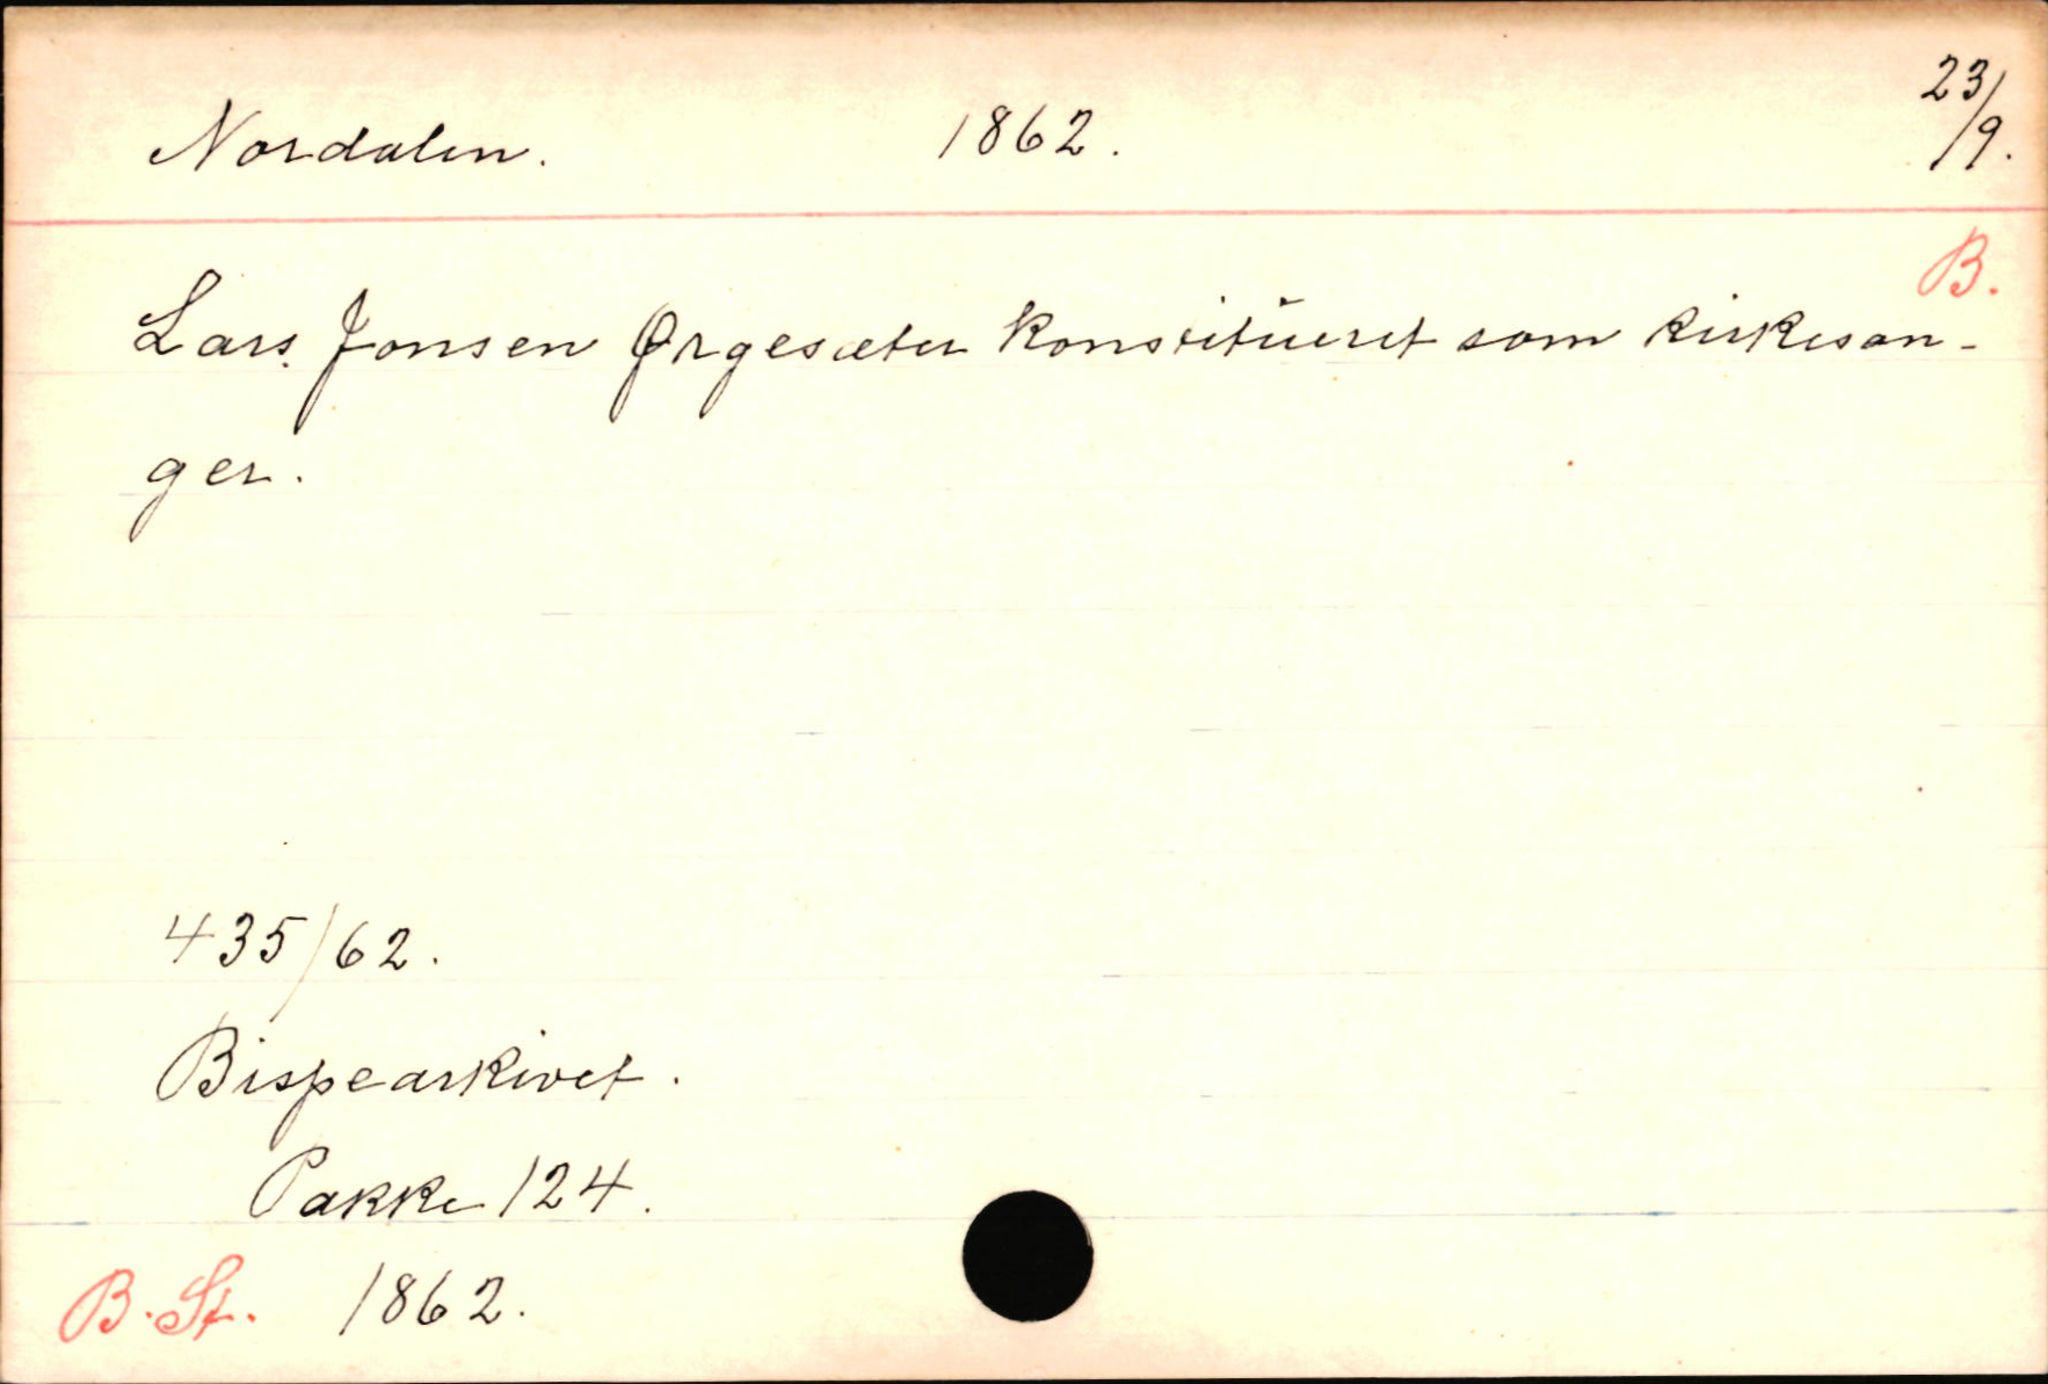 Nordalen. 1862. 23/9.
B.
Lars Jonsen Ørgesæter konstitueret som kirkesan-
ger.
435/62.
Bispearkivet.
Pakke 124.
B. St. 1862.